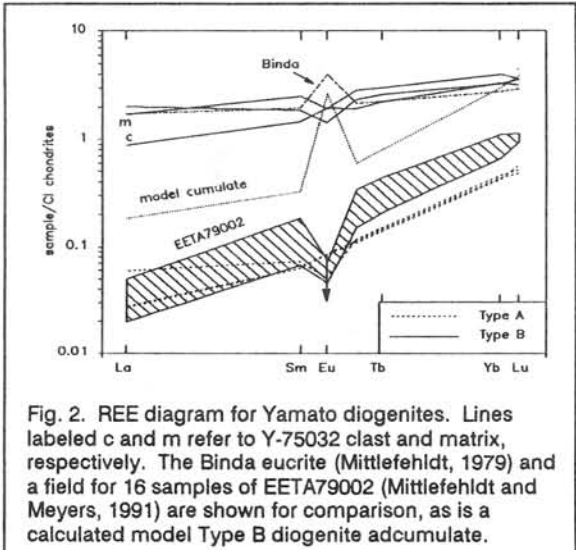 10
1
0.1
0.01
sample/CI chondrites
Binda
m
c
model cumulate
EETA79002
Type A
Type B
La
Sm
Eu
Tb
Yb
Lu
Fig. 2. REE diagram for Yamato diogenites. Lines
labeled c and m refer to Y-75032 clast and matrix,
respectively. The Binda eucrite (Mittlefehldt, 1979) and
a field for 16 samples of EETA79002 (Mittlefehldt and
Meyers, 1991) are shown for comparison, as is a
calculated model Type B diogenite adcumulate.